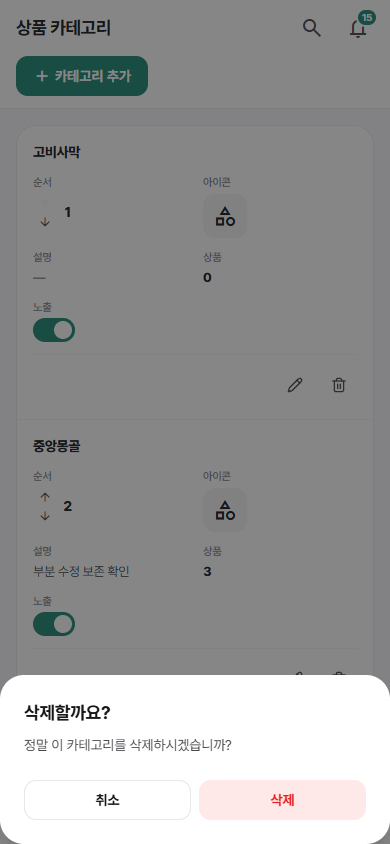 상품 카테고리
15
카테고리 추가
고비사막
순서
아이콘
1
설명
상품
—
0
노출
중앙몽골
순서
아이콘
2
설명
상품
부분 수정 보존 확인
3
노출
삭제할까요?
정말 이 카테고리를 삭제하시겠습니까?
취소
삭제